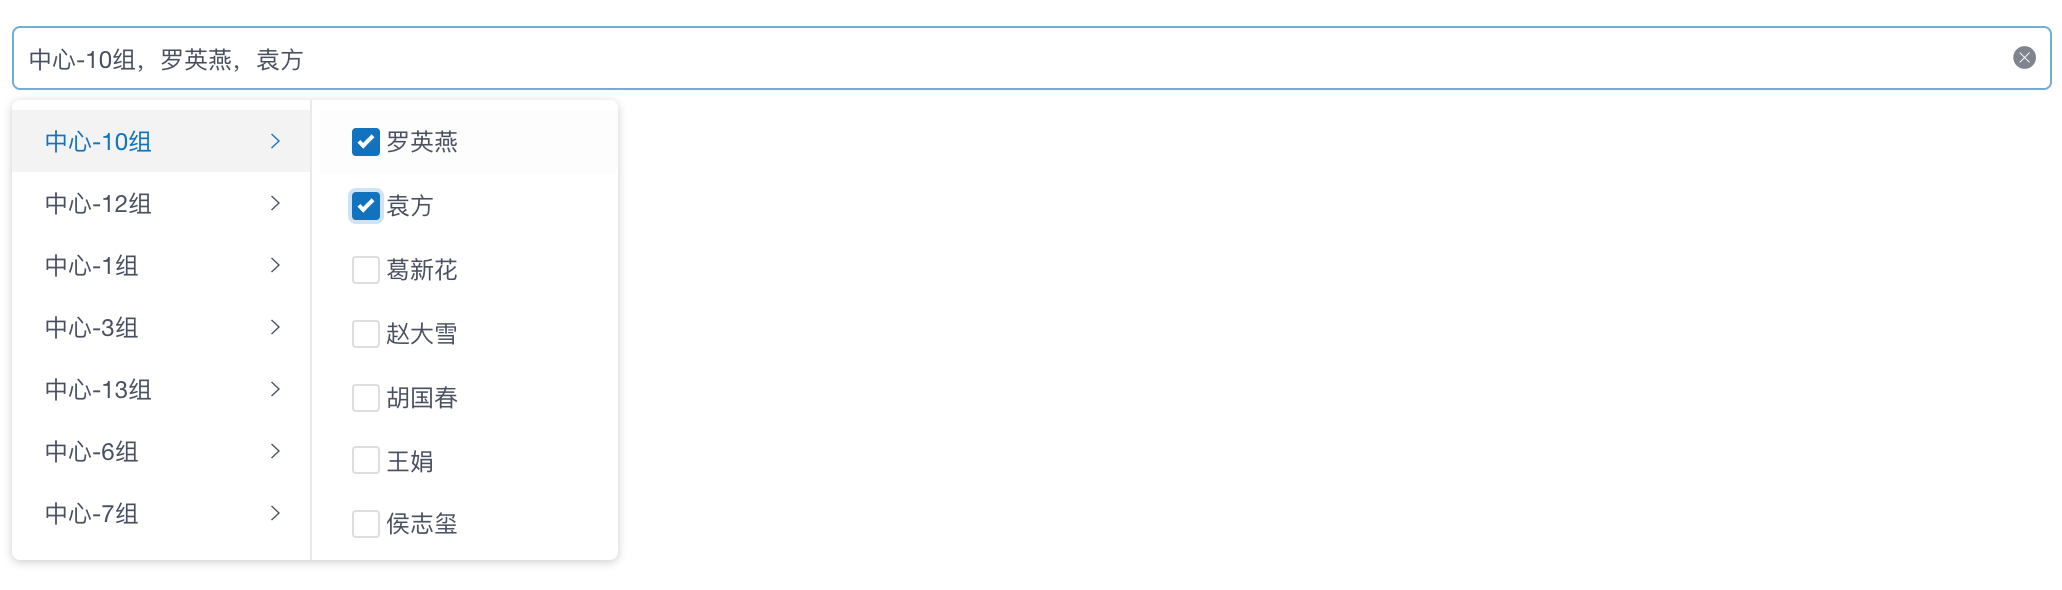 中心-10组，罗英燕，袁方
中心-10组
中心-12组
中心-1组
中心-3组
中心-13组
中心-6组
中心-7组
罗英燕
袁方
葛新花
赵大雪
胡国春
王娟
侯志玺